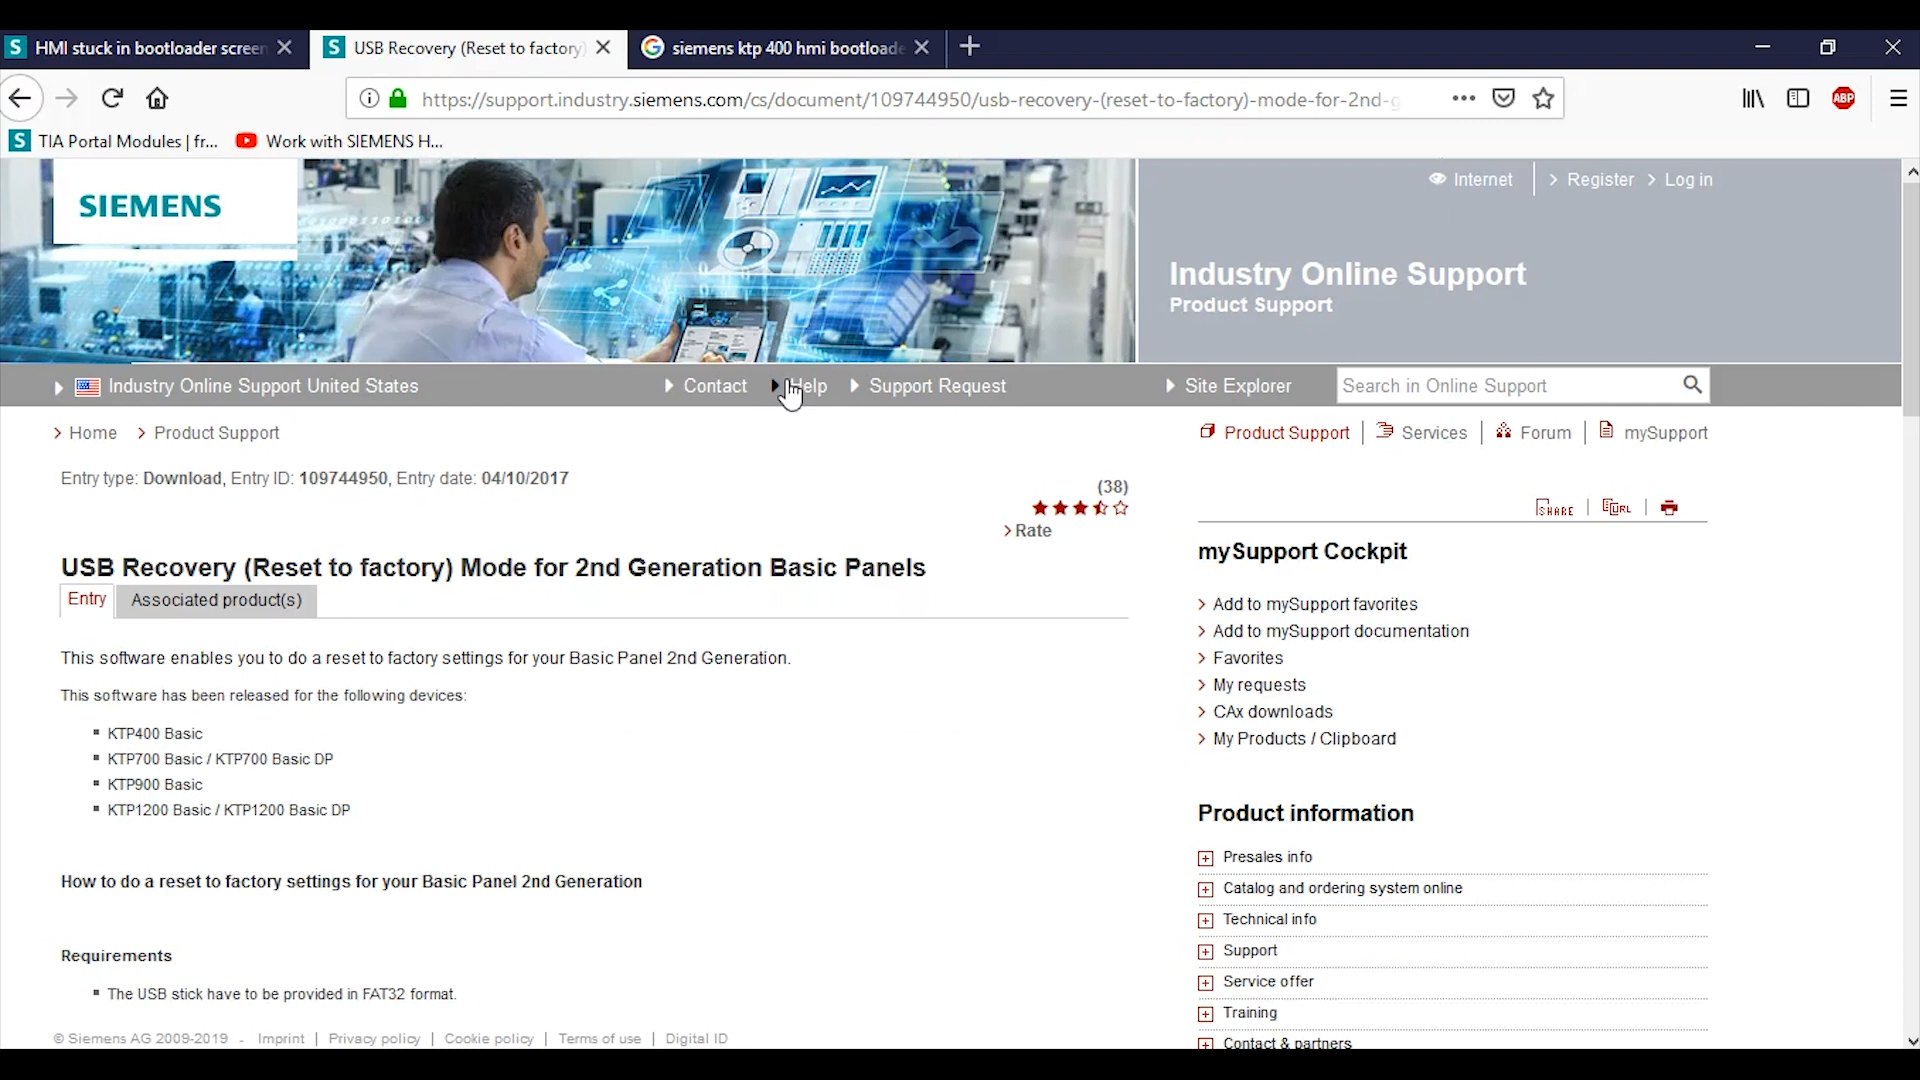 HMI stuck in bootloader screen
USB Recovery (Reset to factory)
siemens ktp 400 hmi bootloade
https://support.industry.siemens.com/cs/document/109744950/usb-recovery-(reset-to-factory)-mode-for-2nd-g
ABP
TIA Portal Modules | fr...
Work with SIEMENS H...
SIEMENS
Internet
Register
Log in
Industry Online Support
Product Support
Industry Online Support United States
Contact
Help
Support Request
Site Explorer
Search in Online Support
Home
Product Support
Product Support
Services
Forum
mySupport
Entry type: Download, Entry ID: 109744950, Entry date: 04/10/2017
(38)
Rate
SHARE
URL
USB Recovery (Reset to factory) Mode for 2nd Generation Basic Panels
Entry
Associated product(s)
This software enables you to do a reset to factory settings for your Basic Panel 2nd Generation.
This software has been released for the following devices:
KTP400 Basic
KTP700 Basic / KTP700 Basic DP
KTP900 Basic
KTP1200 Basic / KTP1200 Basic DP
How to do a reset to factory settings for your Basic Panel 2nd Generation
Requirements
The USB stick have to be provided in FAT32 format.
mySupport Cockpit
Add to mySupport favorites
Add to mySupport documentation
Favorites
My requests
CAx downloads
My Products / Clipboard
Product information
Presales info
Catalog and ordering system online
Technical info
Support
Service offer
Training
Contact & partners
© Siemens AG 2009-2019 - Imprint | Privacy policy | Cookie policy | Terms of use | Digital ID